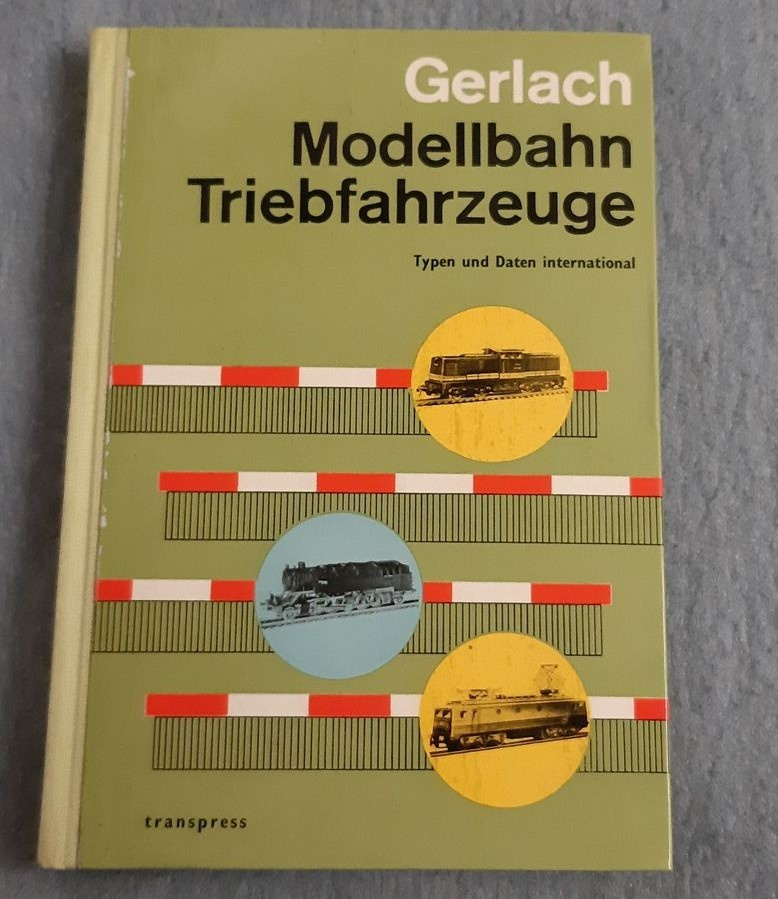 Gerlach
Modellbahn
Triebfahrzeuge
Typen und Daten international
transpress